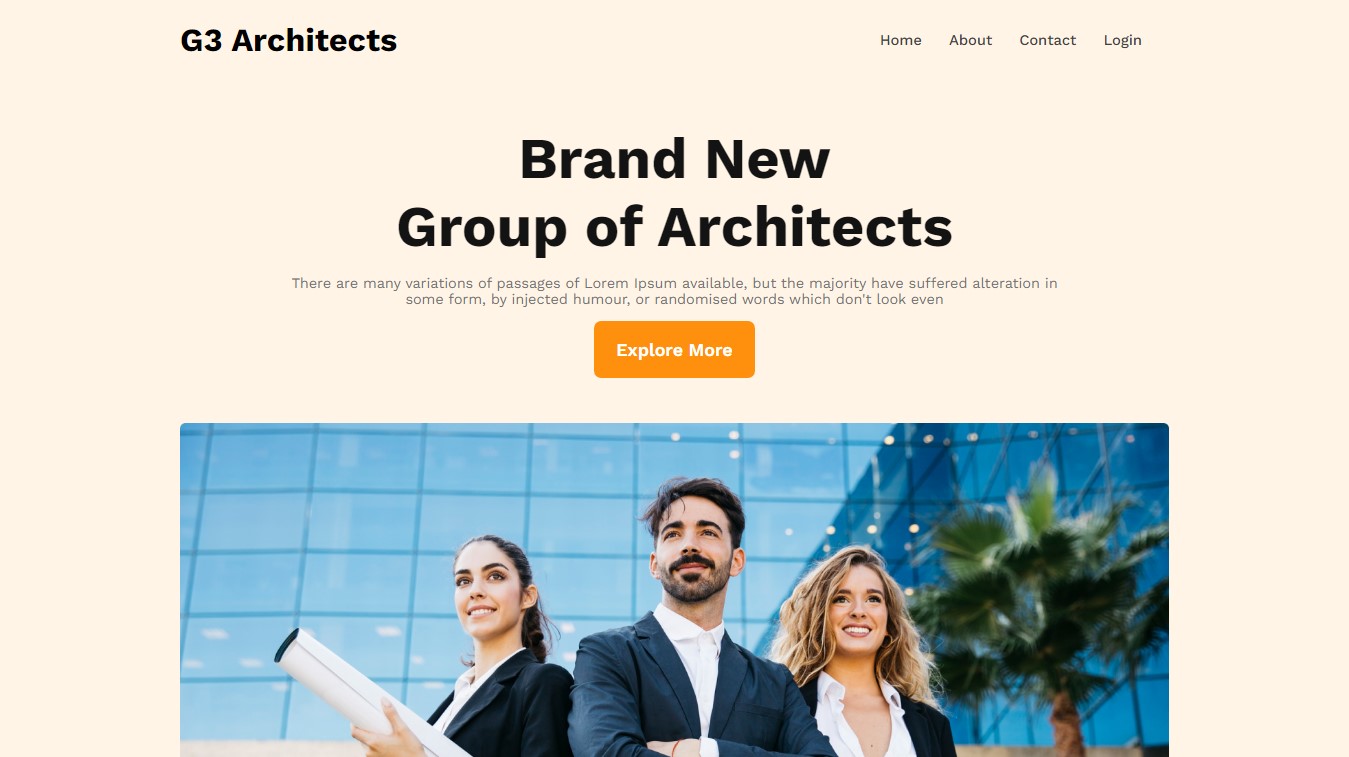 G3 Architects
Home About Contact Login
Brand New
Group of Architects
There are many variations of passages of Lorem Ipsum available, but the majority have suffered alteration in
some form, by injected humour, or randomised words which don't look even
Explore More